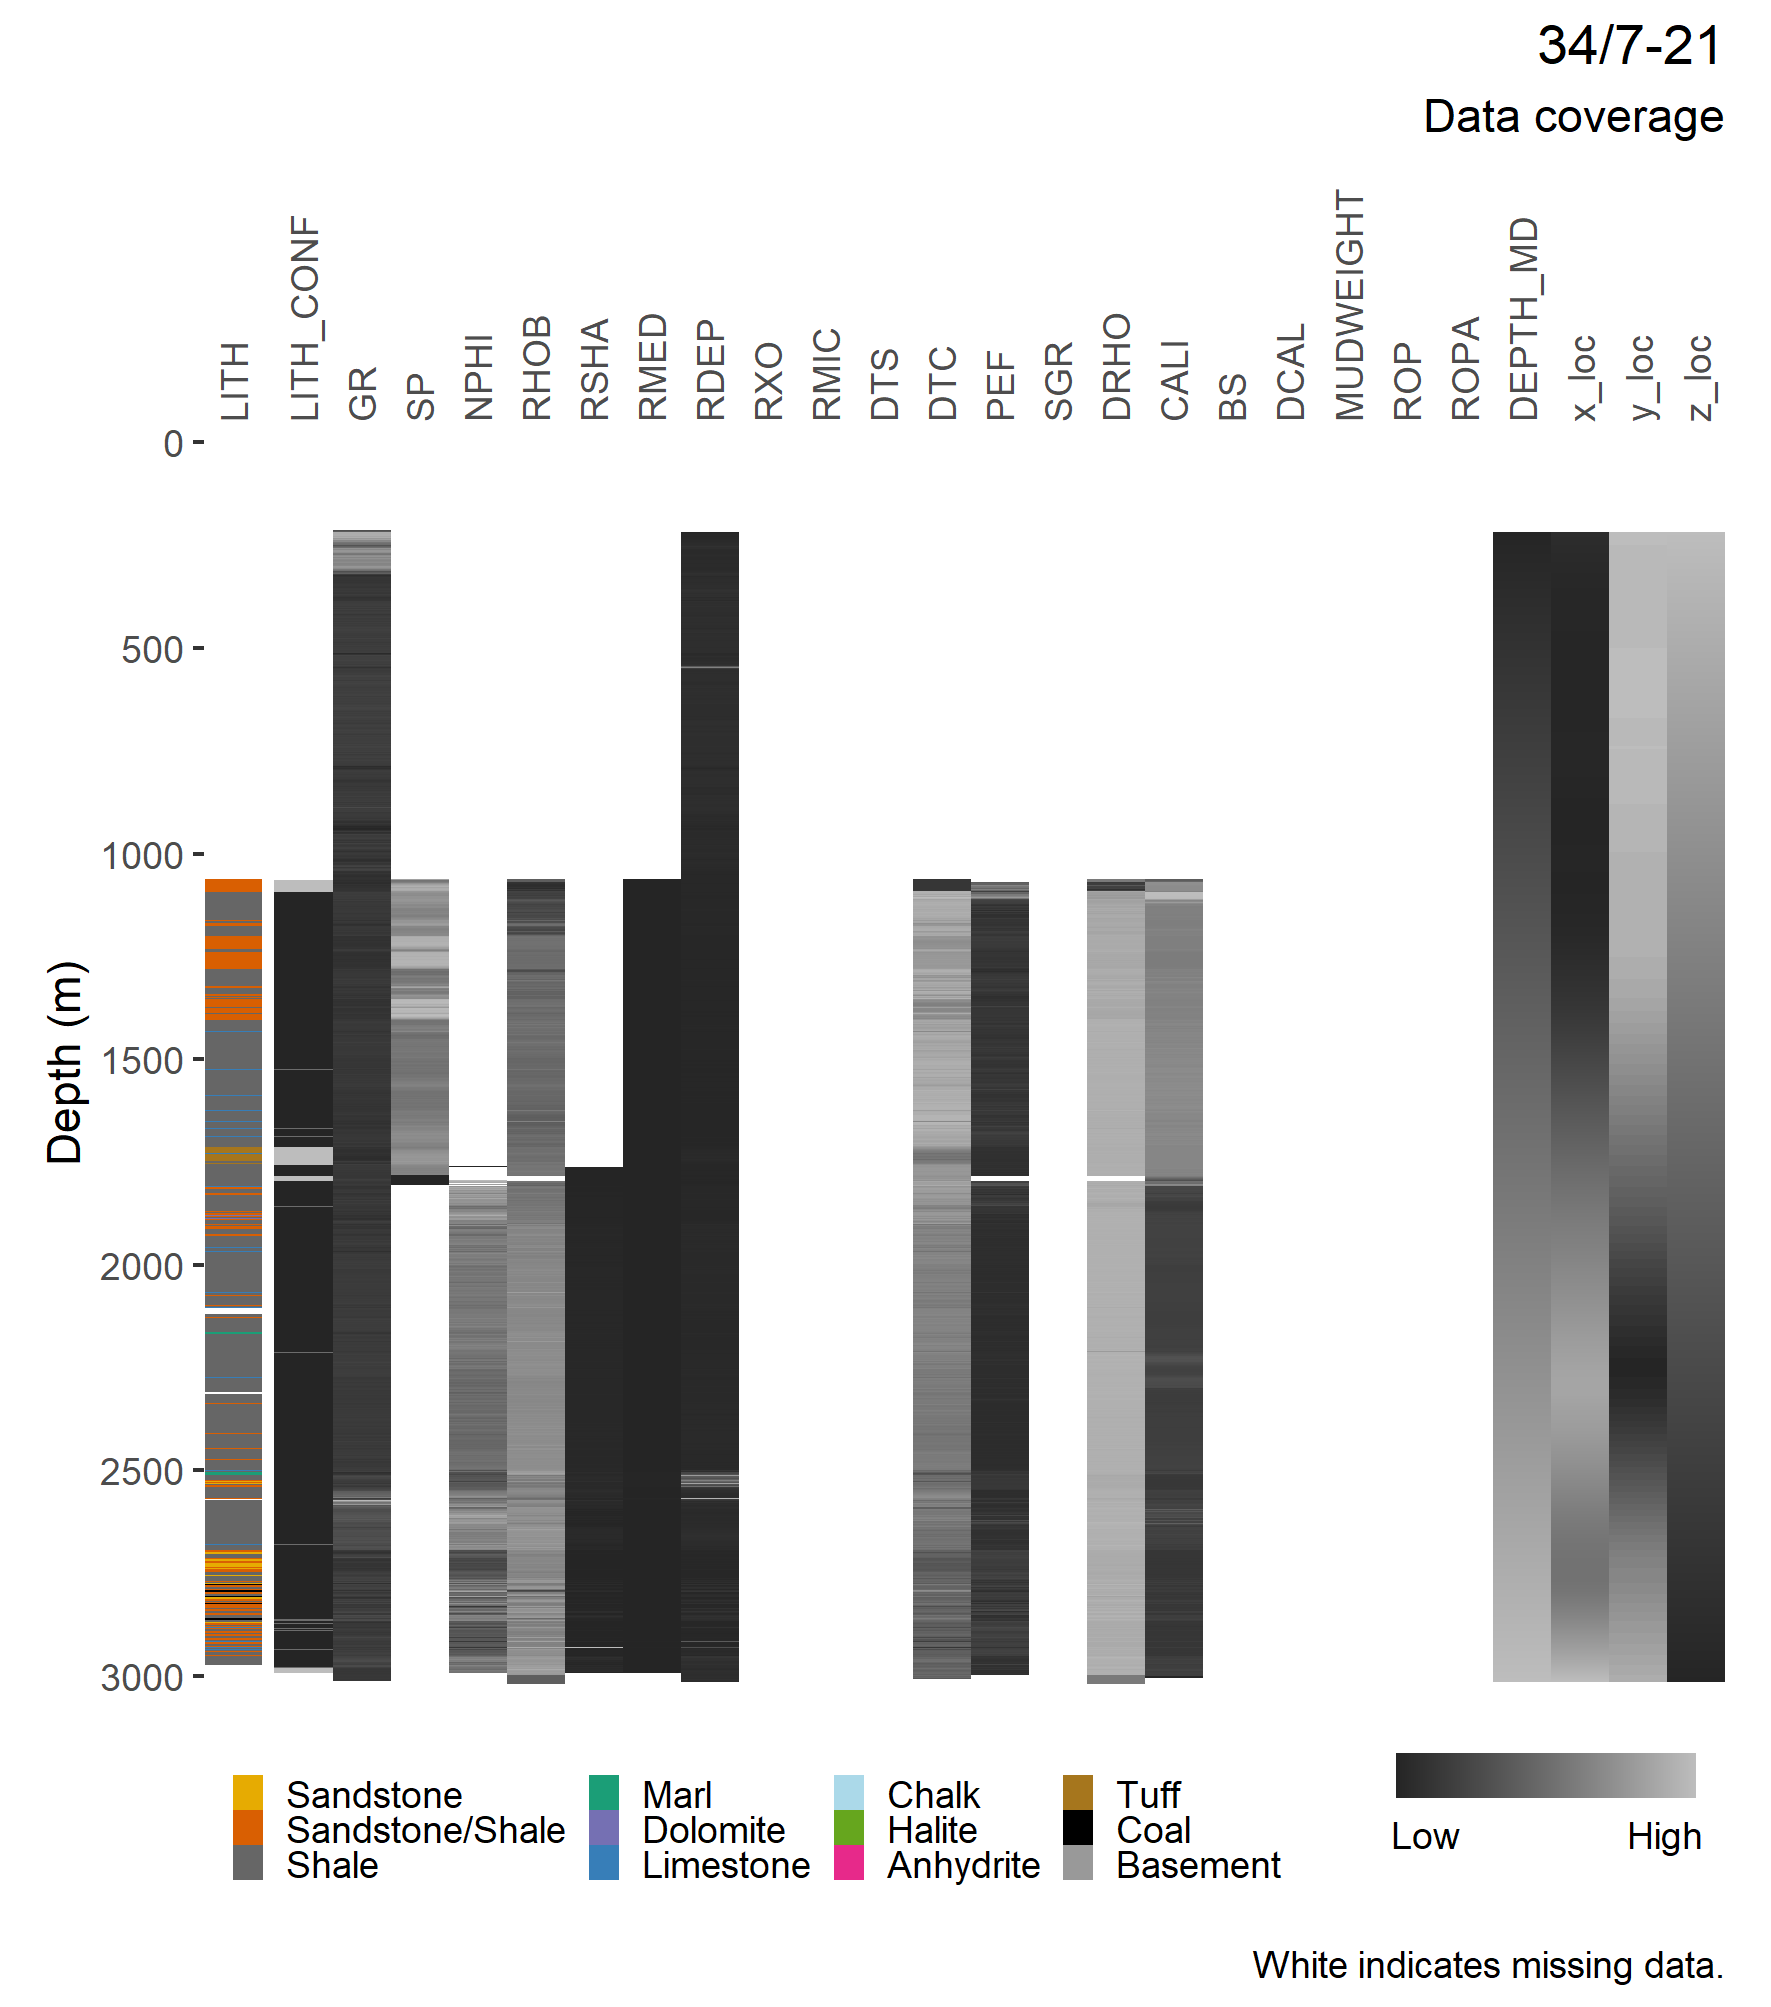 34/7-21
Data coverage
LITH
LITH_CONF
GR
SP
NPHI
RHOB
RSHA
RMED
RDEP
RXO
RMIC
DTS
DTC
PEF
SGR
DRHO
CALI
BS
DCAL
MUDWEIGHT
ROP
ROPA
DEPTH_MD
x_loc
y_loc
z_loc
0
500
1000
1500
2000
2500
3000
Depth (m)
Sandstone
Sandstone/Shale
Shale
Marl
Dolomite
Limestone
Chalk
Halite
Anhydrite
Tuff
Coal
Basement
Low High
White indicates missing data.